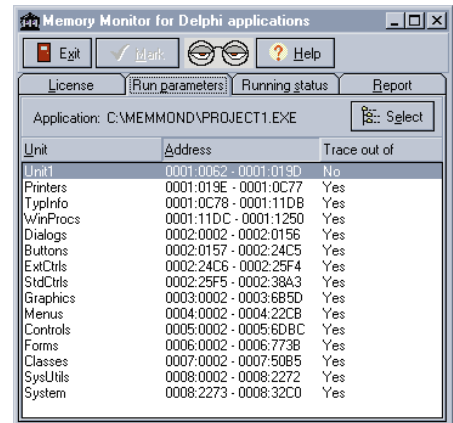 Memory Monitor for Delphi applications
Exit Mark Help
License Run parameters Running status Report
Application: C:\MEMMOND\PROJECT1.EXE Select
Unit Address Trace out of
Unit1 0001:0062 - 0001:019D No
Printers 0001:019E - 0001:0C77 Yes
TypInfo 0001:0C78 - 0001:11DB Yes
WinProcs 0001:11DC - 0001:1250 Yes
Dialogs 0002:0002 - 0002:0156 Yes
Buttons 0002:0157 - 0002:24C5 Yes
ExtCtrls 0002:24C6 - 0002:25F4 Yes
StdCtrls 0002:25F5 - 0002:38A3 Yes
Graphics 0003:0002 - 0003:6B5D Yes
Menus 0004:0002 - 0004:22CB Yes
Controls 0005:0002 - 0005:6DBC Yes
Forms 0006:0002 - 0006:773B Yes
Classes 0007:0002 - 0007:50B5 Yes
SysUtils 0008:0002 - 0008:2272 Yes
System 0008:2273 - 0008:32C0 Yes